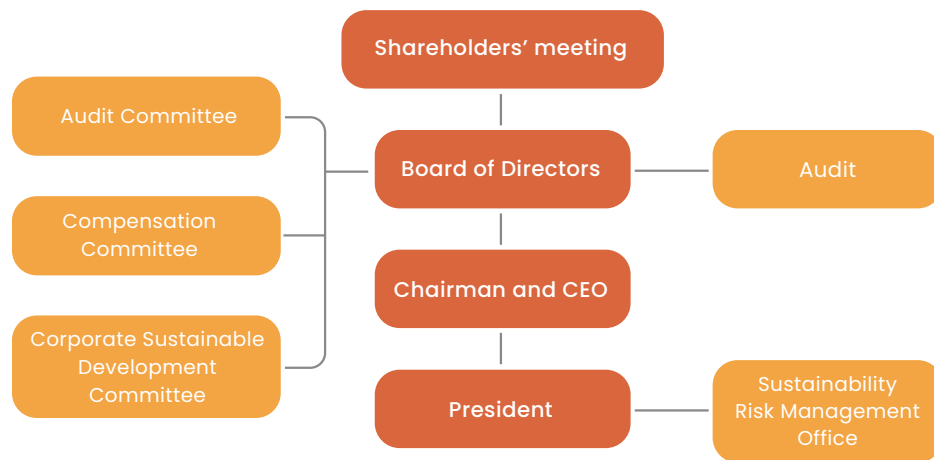 Shareholders’ meeting
Audit Committee
Board of Directors
Audit
Compensation
Committee
Chairman and CEO
Corporate Sustainable
Development
Committee
President
Sustainability
Risk Management
Office